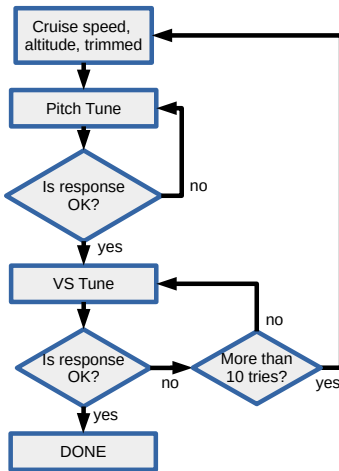 Cruise speed,
altitude, trimmed
Pitch Tune
Is response
OK?
no
yes
VS Tune
no
Is response
OK?
no
More than
10 tries?
yes
yes
DONE